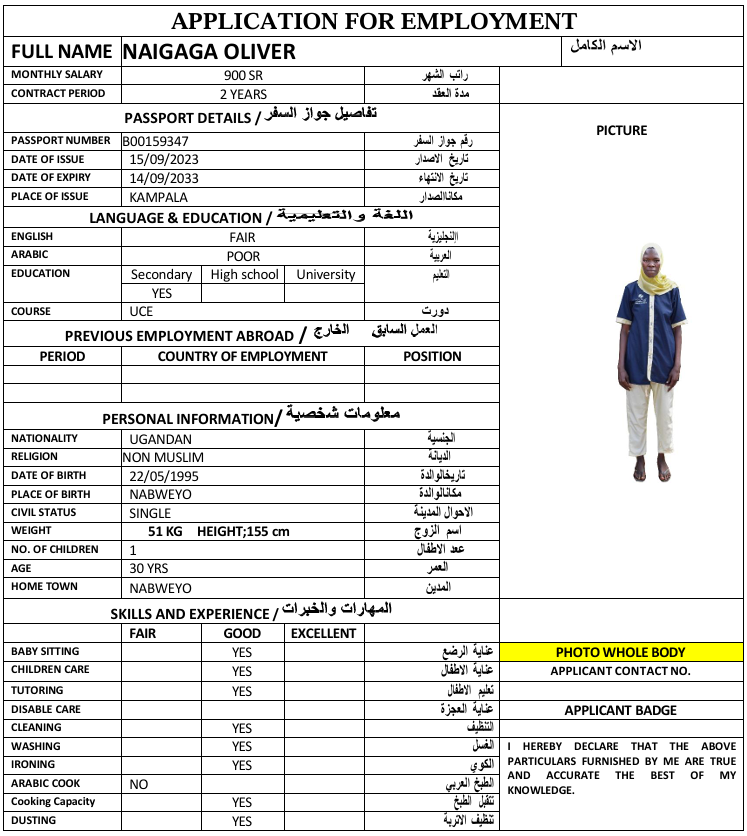 APPLICATION FOR EMPLOYMENT
FULL NAME NAIGAGA OLIVER الاسم الكامل
MONTHLY SALARY 900 SR راتب الشهر
CONTRACT PERIOD 2 YEARS مدة العقد
PASSPORT DETAILS / تفاصيل جواز السفر
PICTURE
PASSPORT NUMBER B00159347 رقم جواز السفر
DATE OF ISSUE 15/09/2023 تاريخ الاصدار
DATE OF EXPIRY 14/09/2033 تاريخ الانتهاء
PLACE OF ISSUE KAMPALA مكاناالصدار
LANGUAGE & EDUCATION / اللغة والتعليمية
ENGLISH FAIR اإلنجليزية
ARABIC POOR العربية
EDUCATION Secondary High school University التعليم
YES
COURSE UCE دورت
PREVIOUS EMPLOYMENT ABROAD / العمل السابق الخارج
PERIOD COUNTRY OF EMPLOYMENT POSITION
PERSONAL INFORMATION/ معلومات شخصية
NATIONALITY UGANDAN الجنسية
RELIGION NON MUSLIM الديانة
DATE OF BIRTH 22/05/1995 تاريخالوالدة
PLACE OF BIRTH NABWEYO مكانالوالدة
CIVIL STATUS SINGLE الاحوال المدينة
WEIGHT 51 KG HEIGHT;155 cm اسم الزوج
NO. OF CHILDREN 1 عدد الاطفال
AGE 30 YRS العمر
HOME TOWN NABWEYO المدين
SKILLS AND EXPERIENCE / المهارات والخبرات
FAIR GOOD EXCELLENT
BABY SITTING YES عناية الرضع
PHOTO WHOLE BODY
CHILDREN CARE YES عناية الاطفال
APPLICANT CONTACT NO.
TUTORING YES تعليم الاطفال
DISABLE CARE عناية العجزة
APPLICANT BADGE
CLEANING YES التنظيف
WASHING YES الغسل
IRONING YES الكوي
ARABIC COOK NO الطبخ العربي
Cooking Capacity YES تتقبل الطبخ
DUSTING YES تنظيف الاتربة
I HEREBY DECLARE THAT THE ABOVE
PARTICULARS FURNISHED BY ME ARE TRUE
AND ACCURATE THE BEST OF MY
KNOWLEDGE.